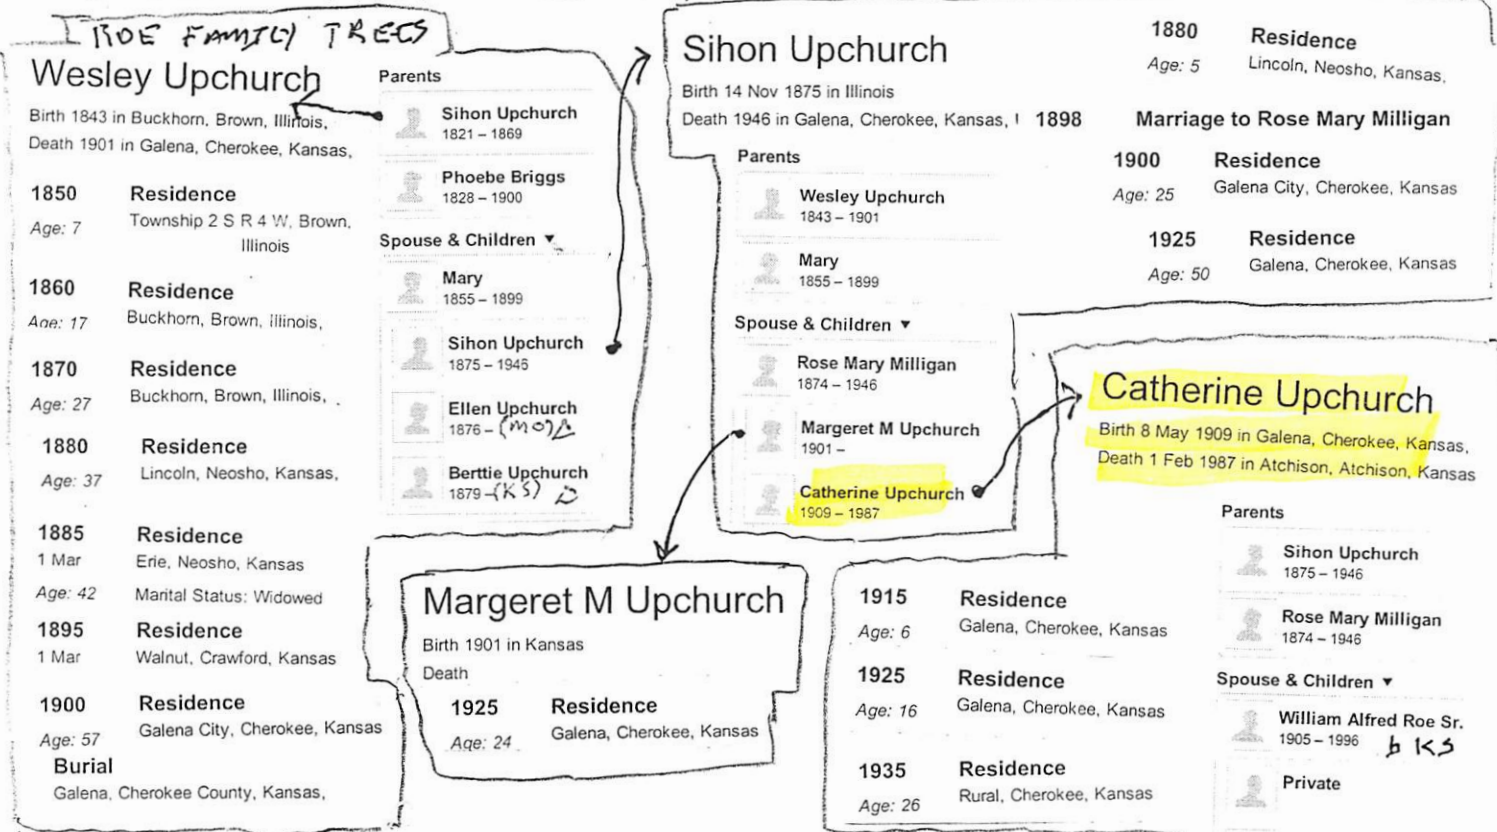 ROE FAMILY TREES
Wesley Upchurch
Birth 1843 in Buckhorn, Brown, Illinois,
Death 1901 in Galena, Cherokee, Kansas,
1850 Residence
Age: 7 Township 2 S R 4 W, Brown,
Illinois
1860 Residence
Age: 17 Buckhorn, Brown, Illinois,
1870 Residence
Age: 27 Buckhorn, Brown, Illinois,
1880 Residence
Age: 37 Lincoln, Neosho, Kansas,
1885 Residence
1 Mar Erie, Neosho, Kansas
Age: 42 Marital Status: Widowed
1895 Residence
1 Mar Walnut, Crawford, Kansas
1900 Residence
Age: 57 Galena City, Cherokee, Kansas
Burial
Galena, Cherokee County, Kansas,
Parents
Sihon Upchurch
1821 – 1869
Phoebe Briggs
1828 – 1900
Spouse & Children ▼
Mary
1855 – 1899
Sihon Upchurch
1875 – 1946
Ellen Upchurch
1876 – (MO)
Berttie Upchurch
1879 – (KS)
Sihon Upchurch
Birth 14 Nov 1875 in Illinois
Death 1946 in Galena, Cherokee, Kansas,
Parents
Wesley Upchurch
1843 – 1901
Mary
1855 – 1899
Spouse & Children ▼
Rose Mary Milligan
1874 – 1946
Margeret M Upchurch
1901 –
Catherine Upchurch
1909 – 1987
1880 Residence
Age: 5 Lincoln, Neosho, Kansas,
1898 Marriage to Rose Mary Milligan
1900 Residence
Age: 25 Galena City, Cherokee, Kansas
1925 Residence
Age: 50 Galena, Cherokee, Kansas
Margeret M Upchurch
Birth 1901 in Kansas
Death
1925 Residence
Age: 24 Galena, Cherokee, Kansas
Catherine Upchurch
Birth 8 May 1909 in Galena, Cherokee, Kansas,
Death 1 Feb 1987 in Atchison, Atchison, Kansas
1915 Residence
Age: 6 Galena, Cherokee, Kansas
1925 Residence
Age: 16 Galena, Cherokee, Kansas
1935 Residence
Age: 26 Rural, Cherokee, Kansas
Parents
Sihon Upchurch
1875 – 1946
Rose Mary Milligan
1874 – 1946
Spouse & Children ▼
William Alfred Roe Sr.
1905 – 1996 b KS
Private